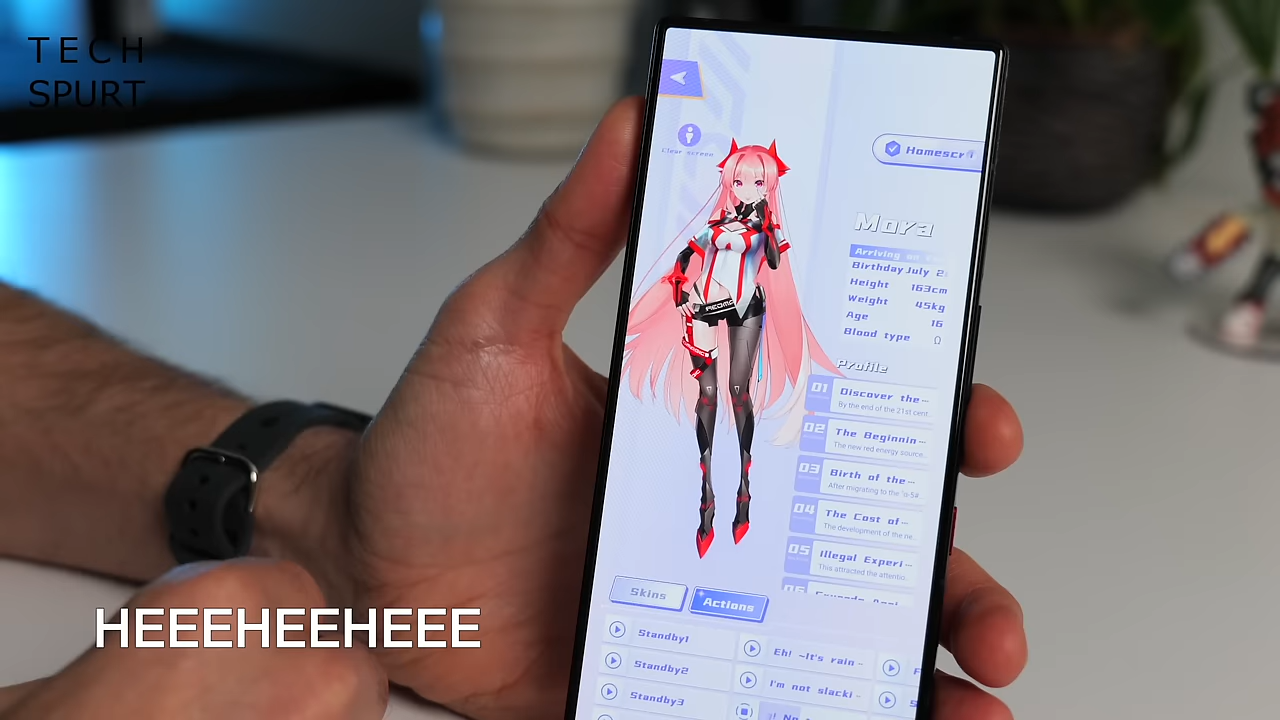 TECH
SPURT
Clear screen
Homescr
Mora
Arriving on
Birthday July 2
Height 163cm
Weight 45kg
Age 16
Blood type Ω
Profile
01 Discover the…
By the end of the 21st cent.
02 The Beginnin…
The new red energy source
03 Birth of the…
After migrating to the
04 The Cost of…
The development of the ne..
05 Illegal Experi…
This attracted the attentio..
Skins
Actions
Standby1
Eh! ~It's rain~
Standby2
I'm not slacki~
Standby3
HEEEHEEHEEE